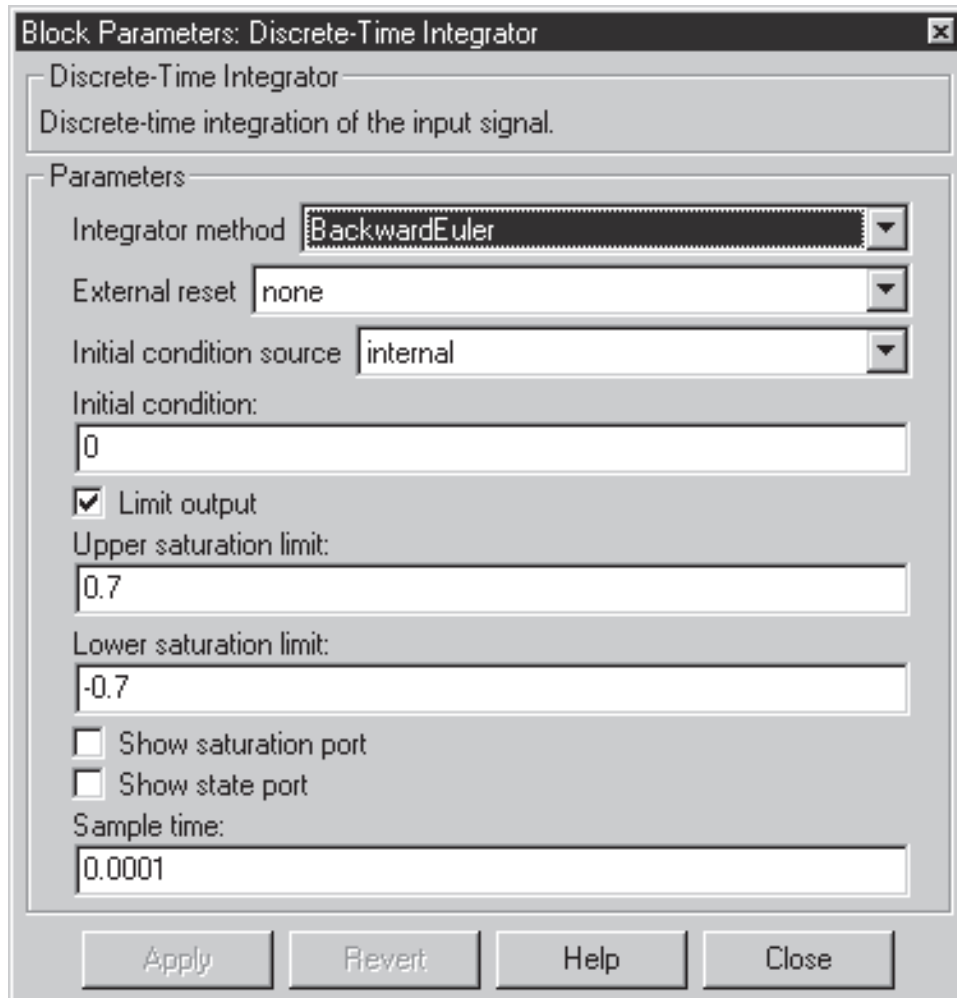 Block Parameters: Discrete-Time Integrator
Discrete-Time Integrator
Discrete-time integration of the input signal.
Parameters
Integrator method BackwardEuler
External reset none
Initial condition source internal
Initial condition:
0
Limit output
Upper saturation limit:
0.7
Lower saturation limit:
-0.7
Show saturation port
Show state port
Sample time:
0.0001
Apply Revert Help Close